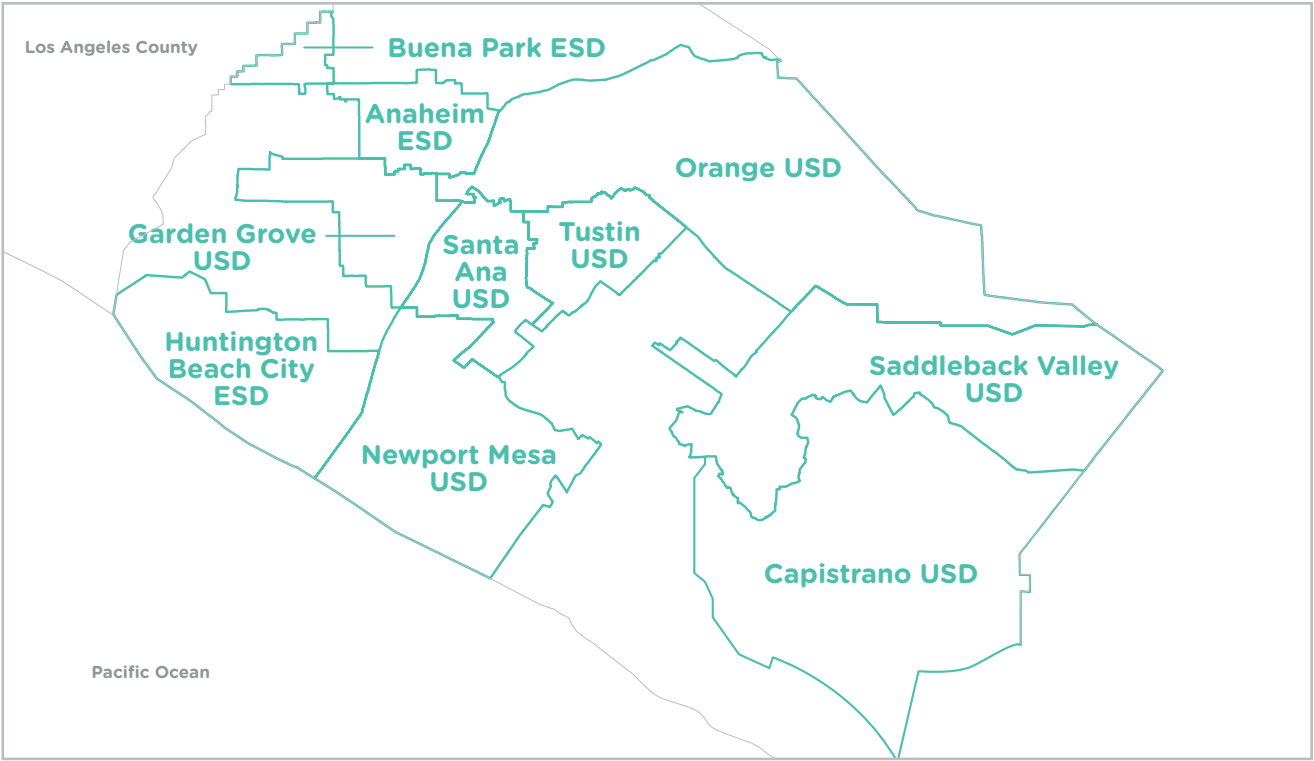 Los Angeles County
Buena Park ESD
Anaheim
ESD
Orange USD
Garden Grove
USD
Santa
Ana
USD
Tustin
USD
Huntington
Beach City
ESD
Saddleback Valley
USD
Newport Mesa
USD
Capistrano USD
Pacific Ocean